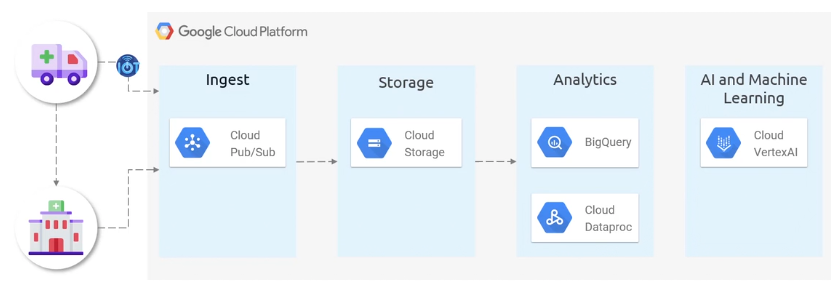 Google Cloud Platform
IOT
Ingest
Cloud
Pub/Sub
Storage
Cloud
Storage
Analytics
BigQuery
Cloud
Dataproc
AI and Machine
Learning
Cloud
VertexAI